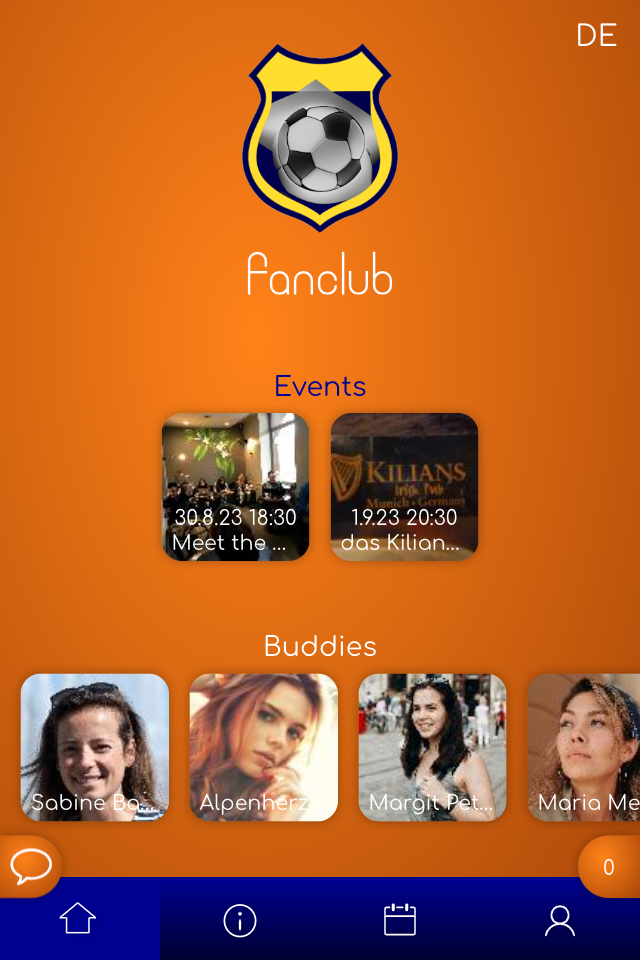 DE
fanclub
Events
KILIANS
Irish Pub
Munich · Germany
30.8.23 18:30
Meet the ...
1.9.23 20:30
das Kilian...
Buddies
Sabine Ba...
Alpenherz
Margit Pet...
Maria Me
0